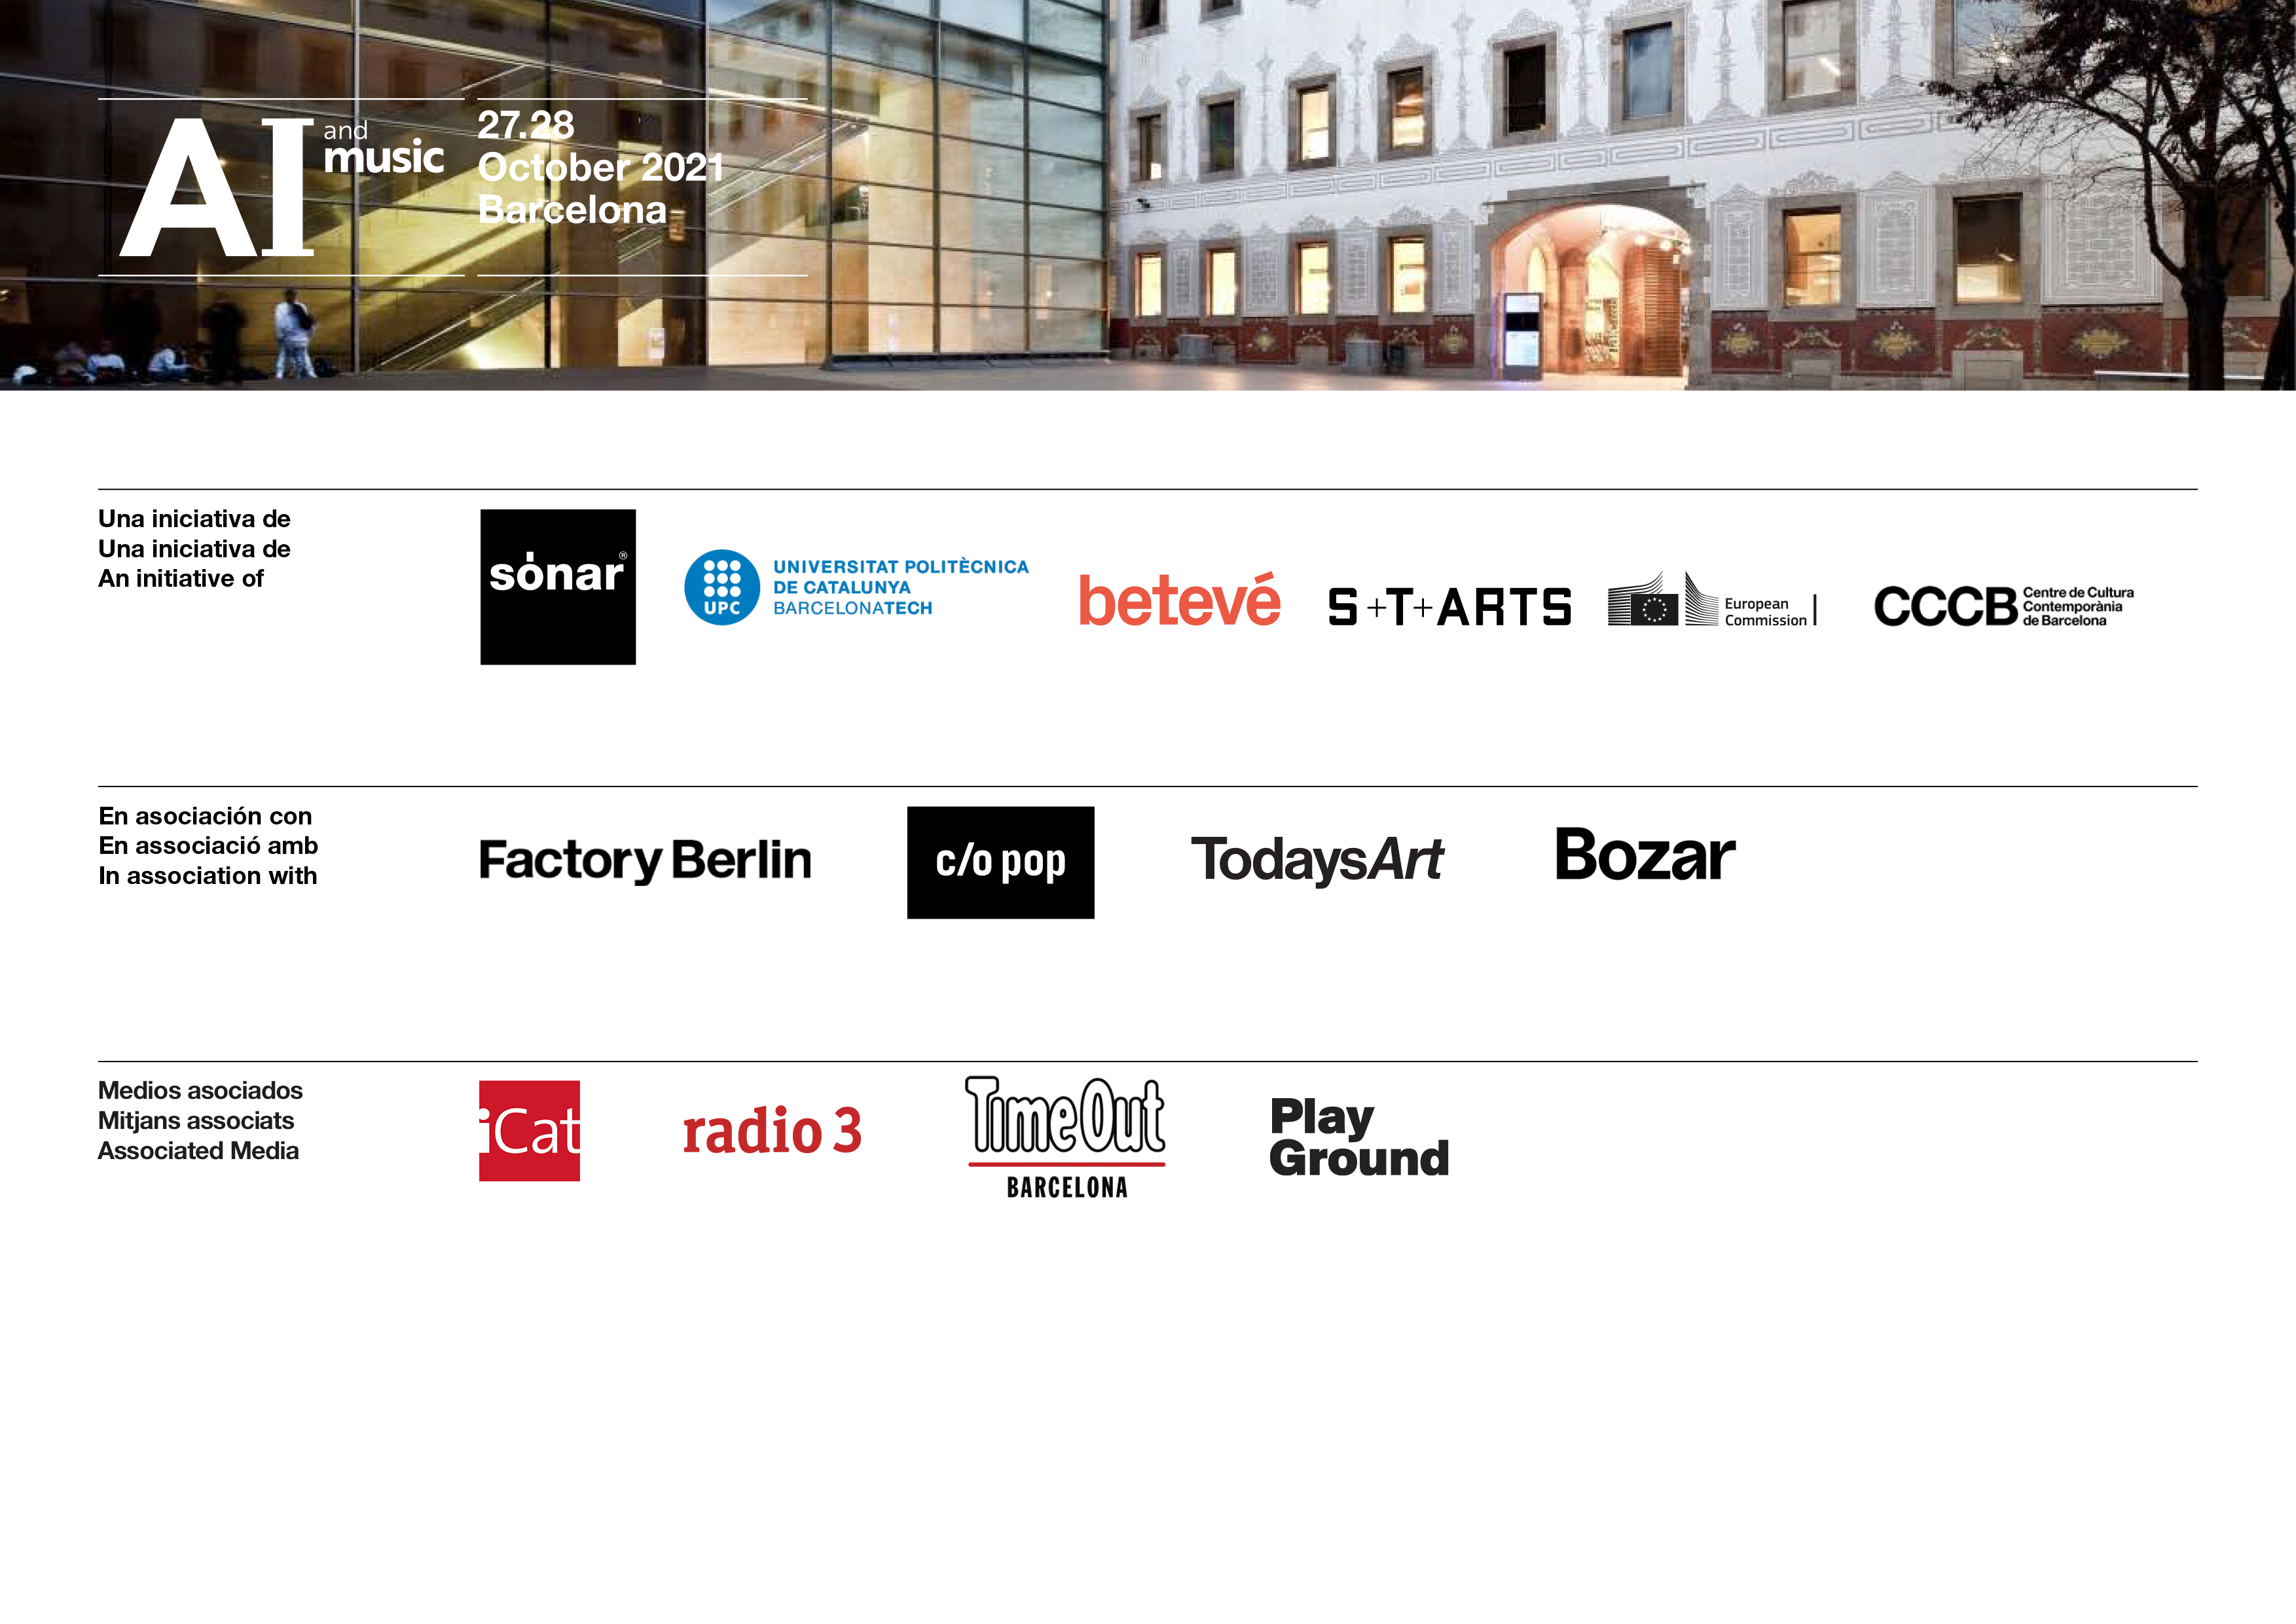 AI and music
27.28
October 2021
Barcelona
Una iniciativa de
Una iniciativa de
An initiative of
sónar®
UPC
UNIVERSITAT POLITÈCNICA
DE CATALUNYA
BARCELONATECH
betevé
S+T+ARTS
European
Commission
CCCB
Centre de Cultura
Contemporània
de Barcelona
En asociación con
En associació amb
In association with
Factory Berlin
c/o pop
TodaysArt
Bozar
Medios asociados
Mitjans associats
Associated Media
iCat
radio 3
TimeOut
BARCELONA
Play
Ground